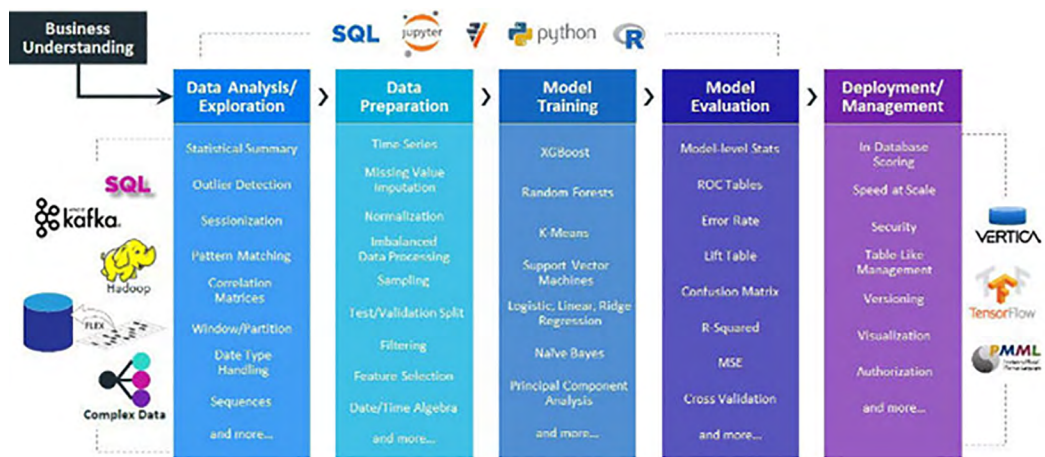 Business
Understanding
SQL
jupyter
python
R
Data Analysis/
Exploration
Statistical Summary
Outlier Detection
Sessionization
Pattern Matching
Correlation
Matrices
Window/Partition
Date Type
Handling
Sequences
and more...
Data
Preparation
Time Series
Missing Value
Imputation
Normalization
Imbalanced
Data Processing
Sampling
Test/Validation Split
Filtering
Feature Selection
Date/Time Algebra
and more...
Model
Training
XGBoost
Random Forests
K-Means
Support Vector
Machines
Logistic, Linear, Ridge
Regression
Naïve Bayes
Principal Component
Analysis
and more...
Model
Evaluation
Model-level Stats
ROC Tables
Error Rate
Lift Table
Confusion Matrix
R-Squared
MSE
Cross Validation
and more...
Deployment/
Management
In-Database
Scoring
Speed at Scale
Security
Table-Like
Management
Versioning
Visualization
Authorization
and more...
SQL
kafka
Hadoop
FLEX
Complex Data
VERTICA
TensorFlow
PMML